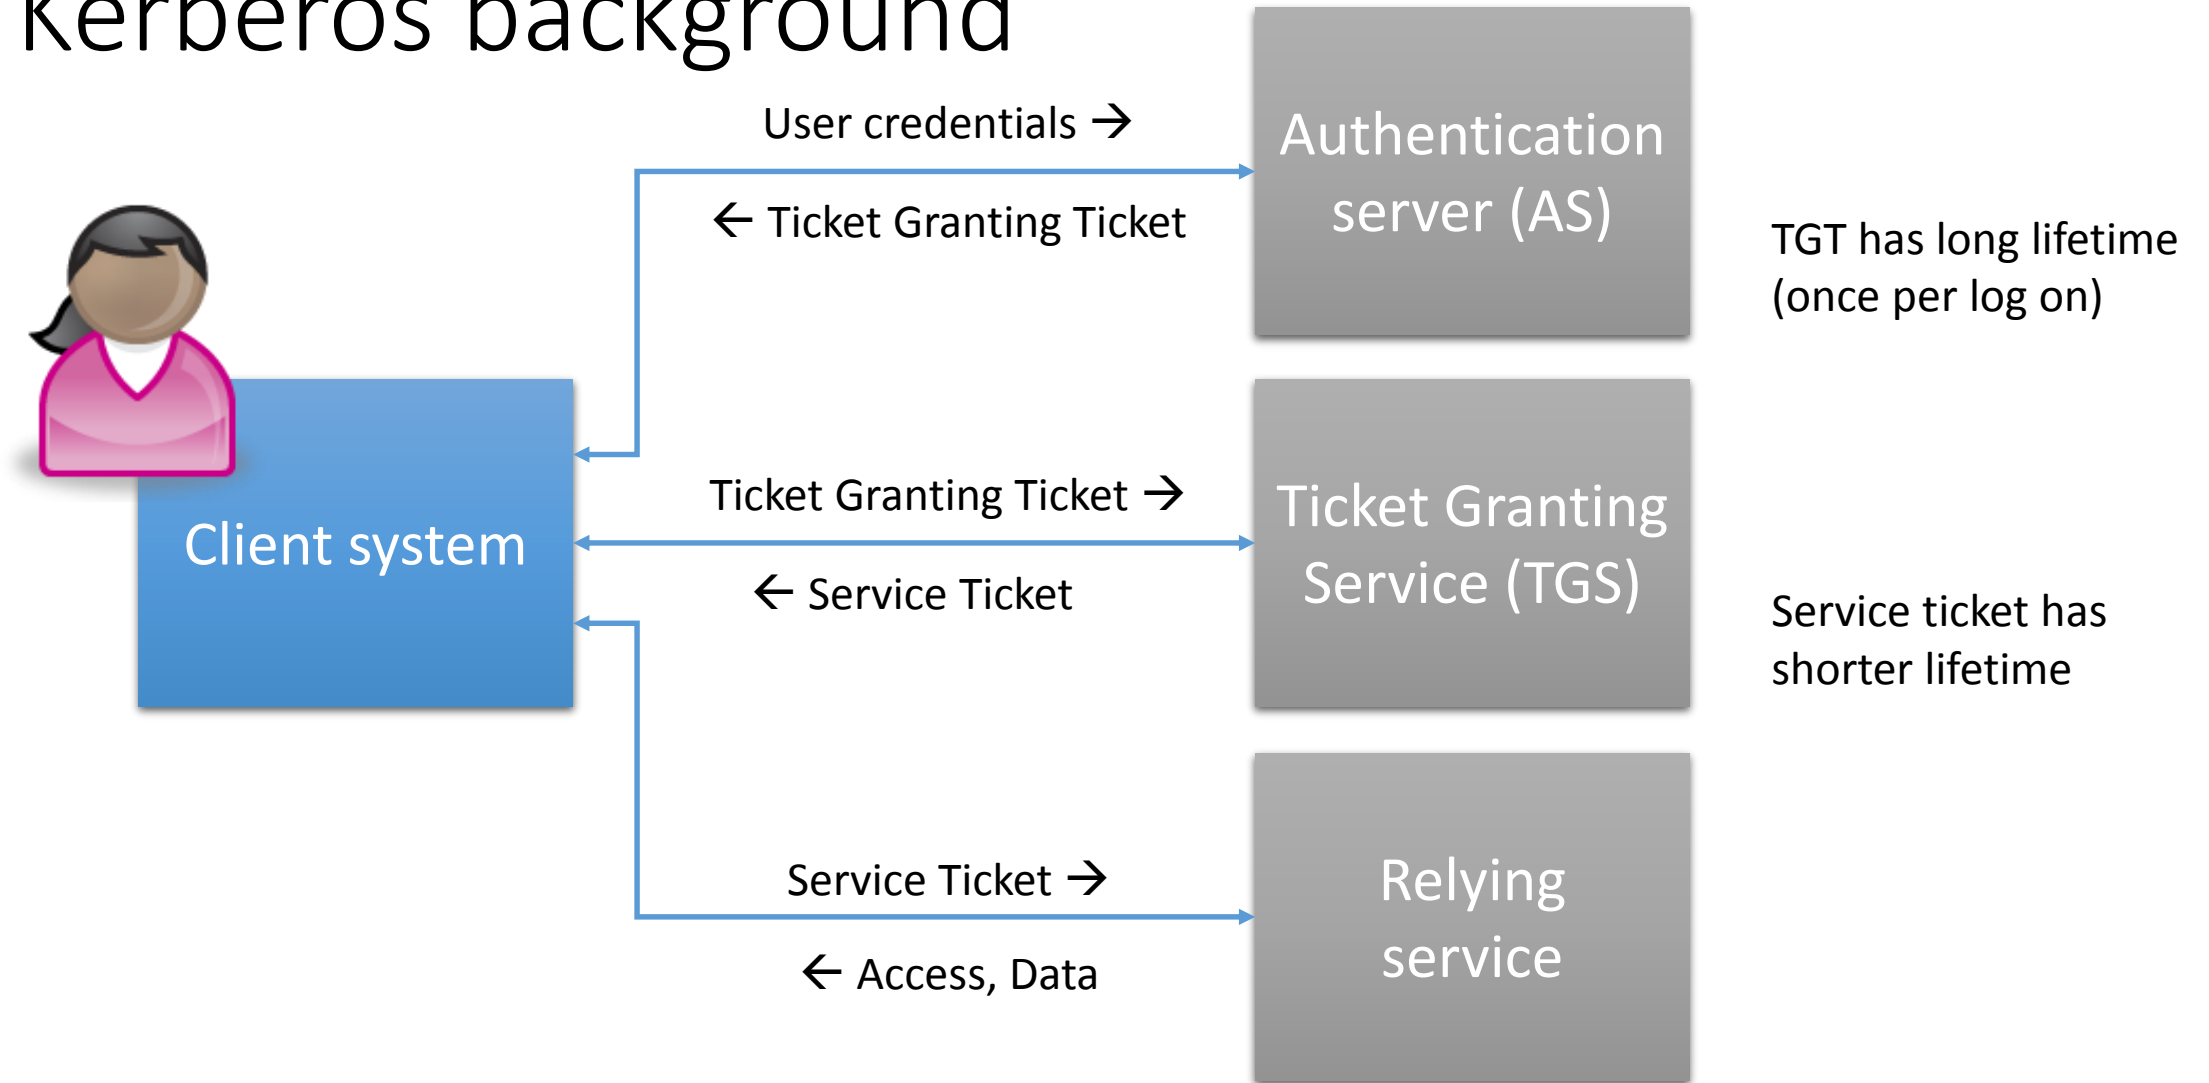 Kerberos background
User credentials →
← Ticket Granting Ticket
Authentication
server (AS)
TGT has long lifetime
(once per log on)
Client system
Ticket Granting Ticket →
← Service Ticket
Ticket Granting
Service (TGS)
Service ticket has
shorter lifetime
Service Ticket →
← Access, Data
Relying
service